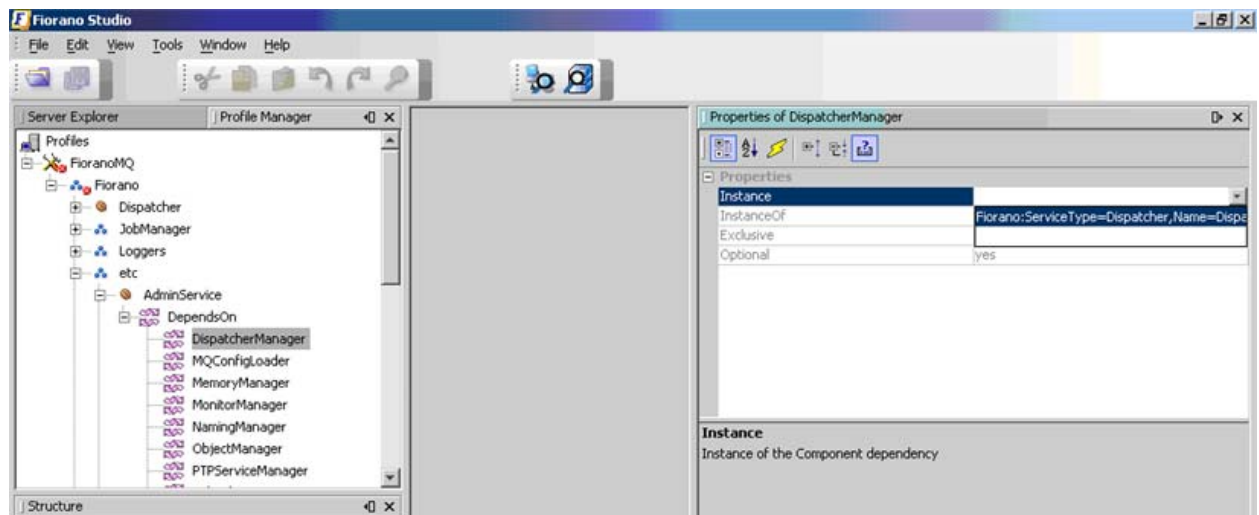 Fiorano Studio
File Edit View Tools Window Help
Server Explorer Profile Manager
Profiles
FioranoMQ
Fiorano
Dispatcher
JobManager
Loggers
etc
AdminService
DependsOn
DispatcherManager
MQConfigLoader
MemoryManager
MonitorManager
NamingManager
ObjectManager
PTPServiceManager
Structure
Properties of DispatcherManager
Properties
Instance
InstanceOf Fiorano:ServiceType=Dispatcher,Name=Dispa
Exclusive
Optional yes
Instance
Instance of the Component dependency